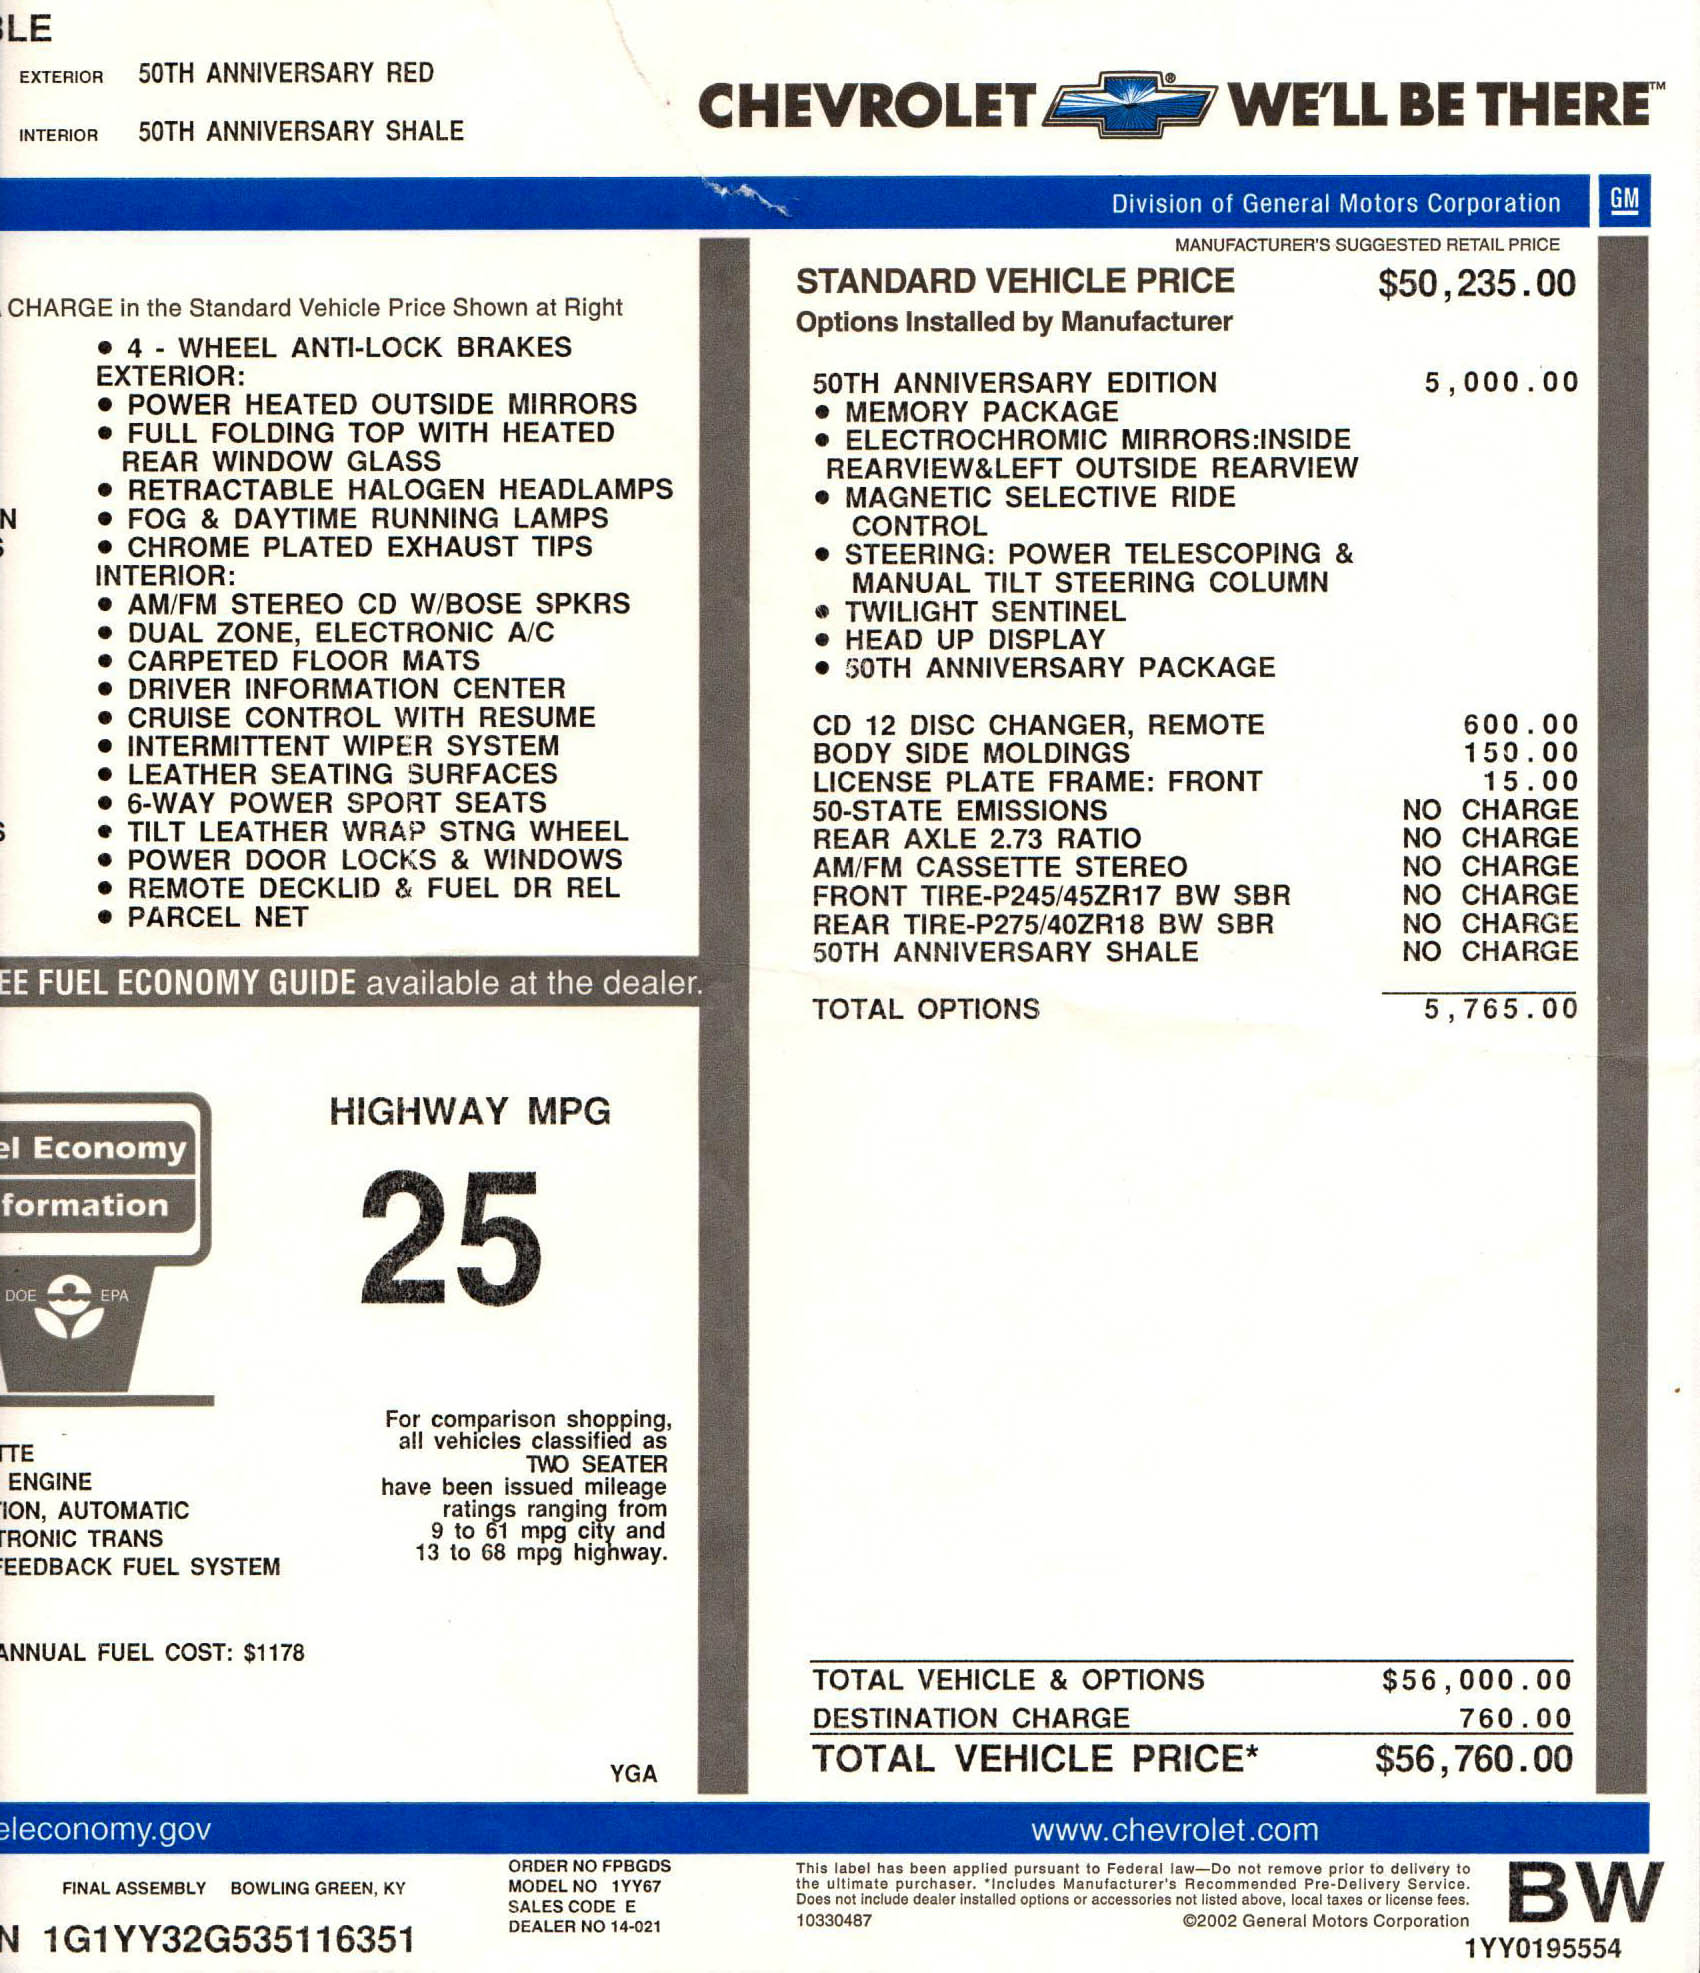 EXTERIOR 50TH ANNIVERSARY RED
INTERIOR 50TH ANNIVERSARY SHALE
CHEVROLET ® WE'LL BE THERE™
Division of General Motors Corporation GM
CHARGE in the Standard Vehicle Price Shown at Right
• 4 - WHEEL ANTI-LOCK BRAKES
EXTERIOR:
• POWER HEATED OUTSIDE MIRRORS
• FULL FOLDING TOP WITH HEATED
REAR WINDOW GLASS
• RETRACTABLE HALOGEN HEADLAMPS
• FOG & DAYTIME RUNNING LAMPS
• CHROME PLATED EXHAUST TIPS
INTERIOR:
• AM/FM STEREO CD W/BOSE SPKRS
• DUAL ZONE, ELECTRONIC A/C
• CARPETED FLOOR MATS
• DRIVER INFORMATION CENTER
• CRUISE CONTROL WITH RESUME
• INTERMITTENT WIPER SYSTEM
• LEATHER SEATING SURFACES
• 6-WAY POWER SPORT SEATS
• TILT LEATHER WRAP STNG WHEEL
• POWER DOOR LOCKS & WINDOWS
• REMOTE DECKLID & FUEL DR REL
• PARCEL NET
MANUFACTURER'S SUGGESTED RETAIL PRICE
STANDARD VEHICLE PRICE $50,235.00
Options Installed by Manufacturer
50TH ANNIVERSARY EDITION 5,000.00
• MEMORY PACKAGE
• ELECTROCHROMIC MIRRORS:INSIDE
REARVIEW&LEFT OUTSIDE REARVIEW
• MAGNETIC SELECTIVE RIDE
CONTROL
• STEERING: POWER TELESCOPING &
MANUAL TILT STEERING COLUMN
• TWILIGHT SENTINEL
• HEAD UP DISPLAY
• 50TH ANNIVERSARY PACKAGE
CD 12 DISC CHANGER, REMOTE 600.00
BODY SIDE MOLDINGS 150.00
LICENSE PLATE FRAME: FRONT 15.00
50-STATE EMISSIONS NO CHARGE
REAR AXLE 2.73 RATIO NO CHARGE
AM/FM CASSETTE STEREO NO CHARGE
FRONT TIRE-P245/45ZR17 BW SBR NO CHARGE
REAR TIRE-P275/40ZR18 BW SBR NO CHARGE
50TH ANNIVERSARY SHALE NO CHARGE
TOTAL OPTIONS 5,765.00
FUEL ECONOMY GUIDE available at the dealer.
Economy
formation
DOE EPA
HIGHWAY MPG
25
For comparison shopping,
all vehicles classified as
TWO SEATER
have been issued mileage
ratings ranging from
9 to 61 mpg city and
13 to 68 mpg highway.
TTE
ENGINE
ION, AUTOMATIC
TRONIC TRANS
FEEDBACK FUEL SYSTEM
ANNUAL FUEL COST: $1178
YGA
TOTAL VEHICLE & OPTIONS $56,000.00
DESTINATION CHARGE 760.00
TOTAL VEHICLE PRICE* $56,760.00
eleconomy.gov www.chevrolet.com
FINAL ASSEMBLY BOWLING GREEN, KY
N 1G1YY32G535116351
ORDER NO FPBGDS
MODEL NO 1YY67
SALES CODE E
DEALER NO 14-021
This label has been applied pursuant to Federal law—Do not remove prior to delivery to
the ultimate purchaser. *Includes Manufacturer's Recommended Pre-Delivery Service.
Does not include dealer installed options or accessories not listed above, local taxes or license fees.
10330487 ©2002 General Motors Corporation
BW
1YY0195554